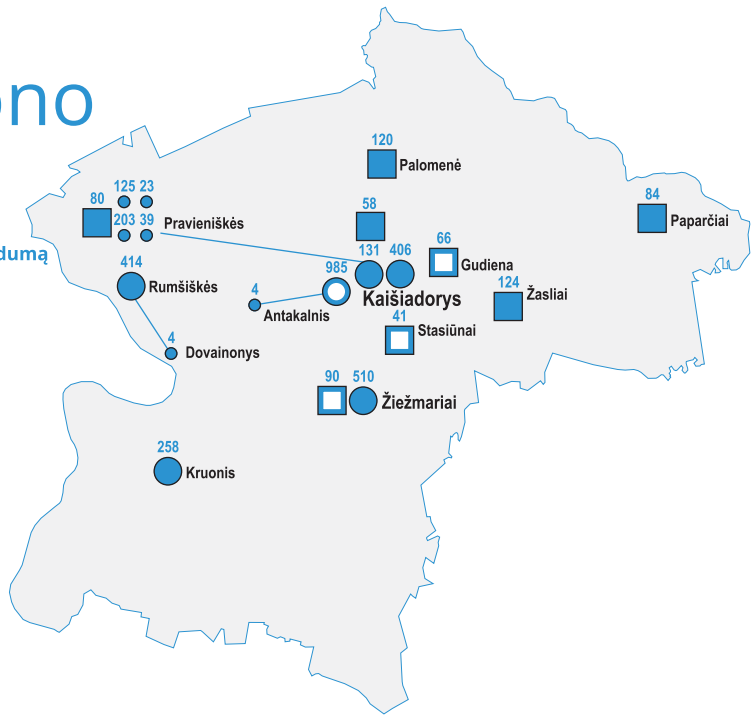 ono
dumą
120
Palomenė
125 23
80
203 39
Pravieniškės
58
84
Paparčiai
131 406
66
Gudiena
985
Kaišiadorys
414
Rumšiškės
4
Antakalnis
124
Žasliai
41
Stasiūnai
4
Dovainonys
90 510
Žiežmariai
258
Kruonis